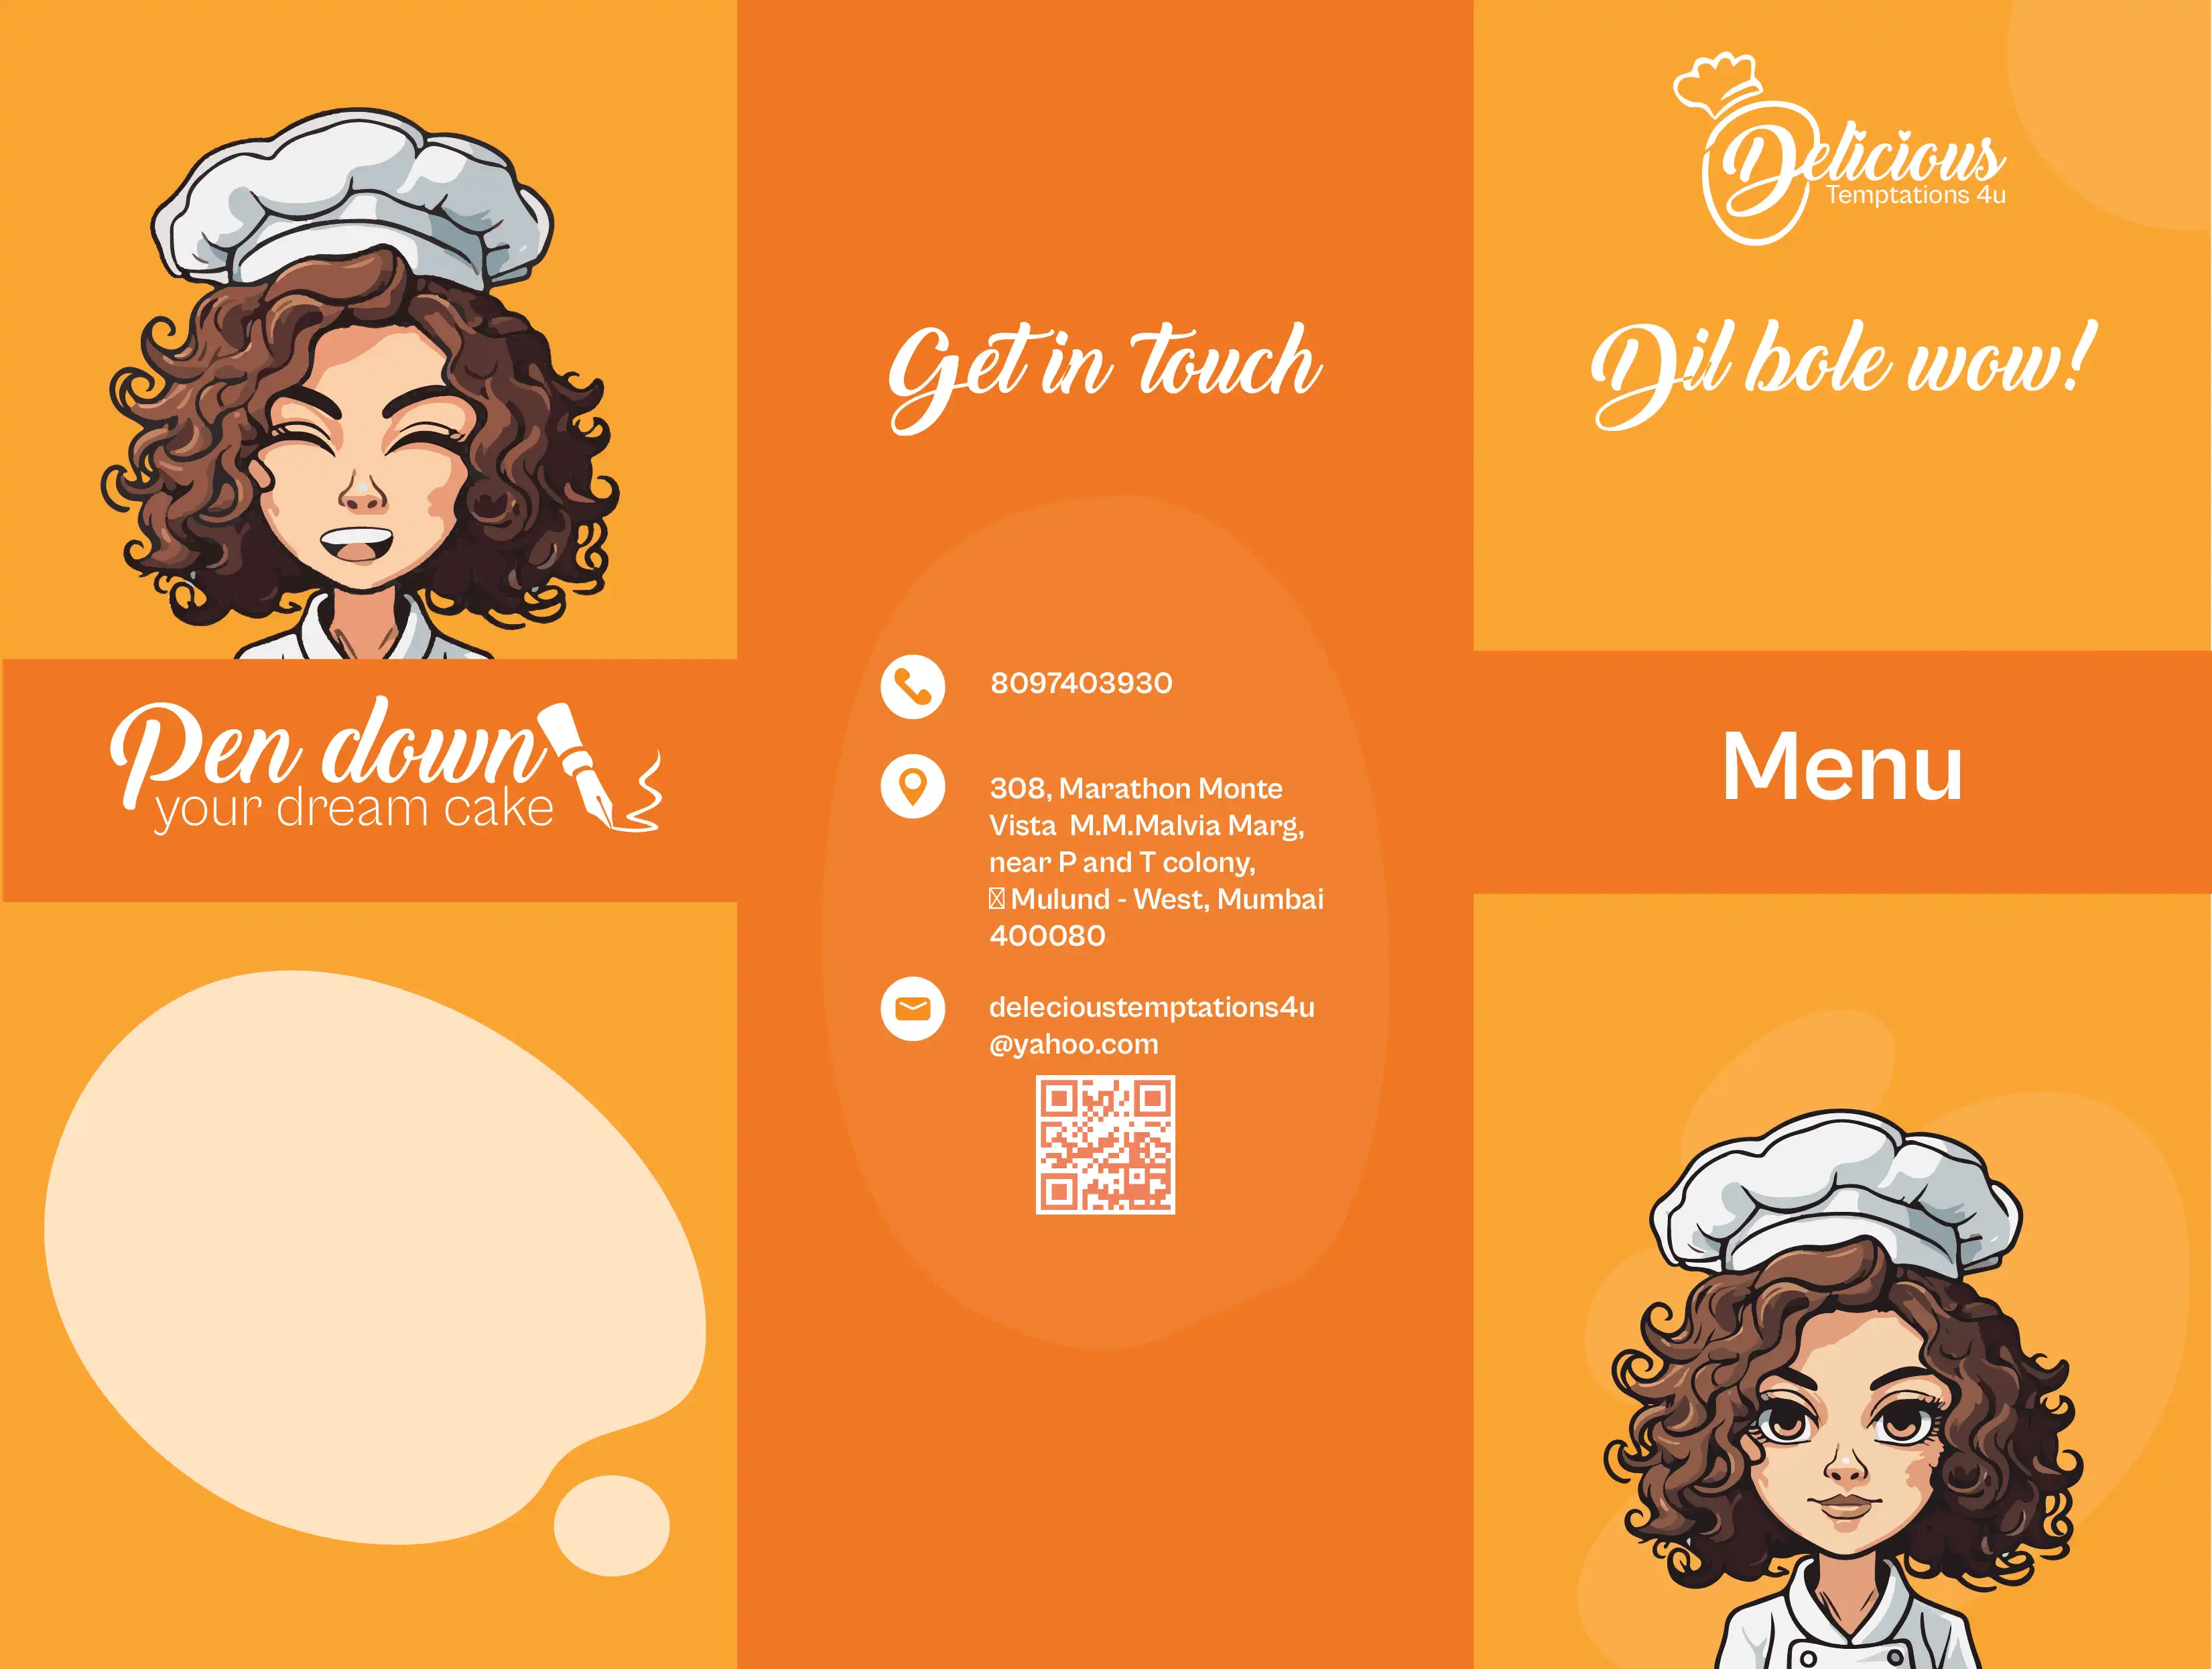 Pen down
your dream cake
Get in touch
8097403930
308, Marathon Monte
Vista M.M.Malvia Marg,
near P and T colony,
Mulund - West, Mumbai
400080
delecioustemptations4u
@yahoo.com
Delicious
Temptations 4u
Dil bole wow!
Menu